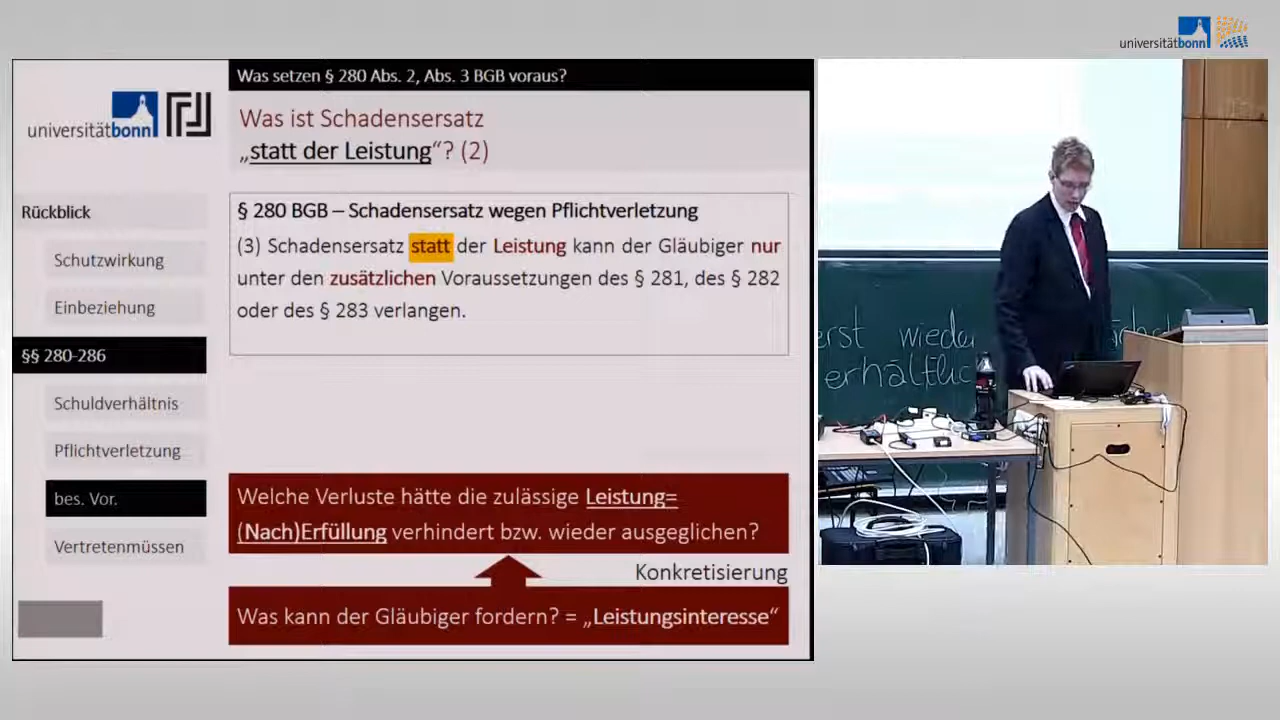 universitätbonn
Was setzen § 280 Abs. 2, Abs. 3 BGB voraus?
universitätbonn
Was ist Schadensersatz
„statt der Leistung“? (2)
Rückblick
Schutzwirkung
Einbeziehung
§§ 280-286
Schuldverhältnis
Pflichtverletzung
bes. Vor.
Vertretenmüssen
§ 280 BGB – Schadensersatz wegen Pflichtverletzung
(3) Schadensersatz statt der Leistung kann der Gläubiger nur
unter den zusätzlichen Voraussetzungen des § 281, des § 282
oder des § 283 verlangen.
Welche Verluste hätte die zulässige Leistung=
(Nach)Erfüllung verhindert bzw. wieder ausgeglichen?
Konkretisierung
Was kann der Gläubiger fordern? = „Leistungsinteresse“
wieder
erhältlic